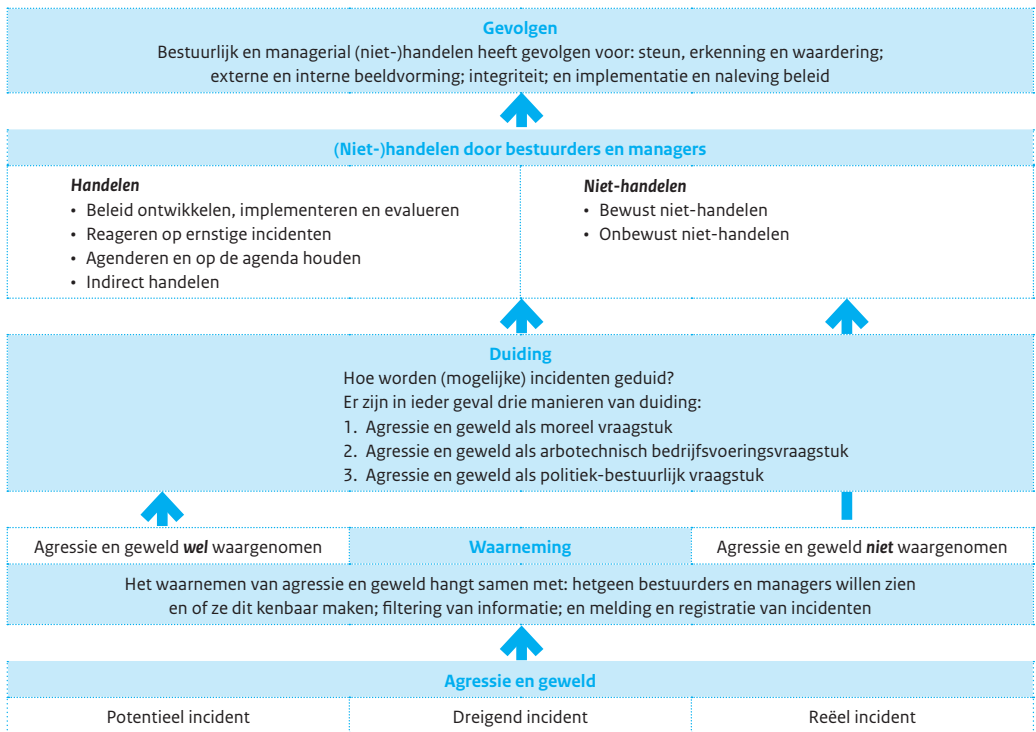 Gevolgen
Bestuurlijk en managerial (niet-)handelen heeft gevolgen voor: steun, erkenning en waardering;
externe en interne beeldvorming; integriteit; en implementatie en naleving beleid
(Niet-)handelen door bestuurders en managers
Handelen
• Beleid ontwikkelen, implementeren en evalueren
• Reageren op ernstige incidenten
• Agenderen en op de agenda houden
• Indirect handelen
Niet-handelen
• Bewust niet-handelen
• Onbewust niet-handelen
Duiding
Hoe worden (mogelijke) incidenten geduid?
Er zijn in ieder geval drie manieren van duiding:
1. Agressie en geweld als moreel vraagstuk
2. Agressie en geweld als arbotechnisch bedrijfsvoeringsvraagstuk
3. Agressie en geweld als politiek-bestuurlijk vraagstuk
Agressie en geweld wel waargenomen
Waarneming
Agressie en geweld niet waargenomen
Het waarnemen van agressie en geweld hangt samen met: hetgeen bestuurders en managers willen zien
en of ze dit kenbaar maken; filtering van informatie; en melding en registratie van incidenten
Agressie en geweld
Potentieel incident
Dreigend incident
Reëel incident